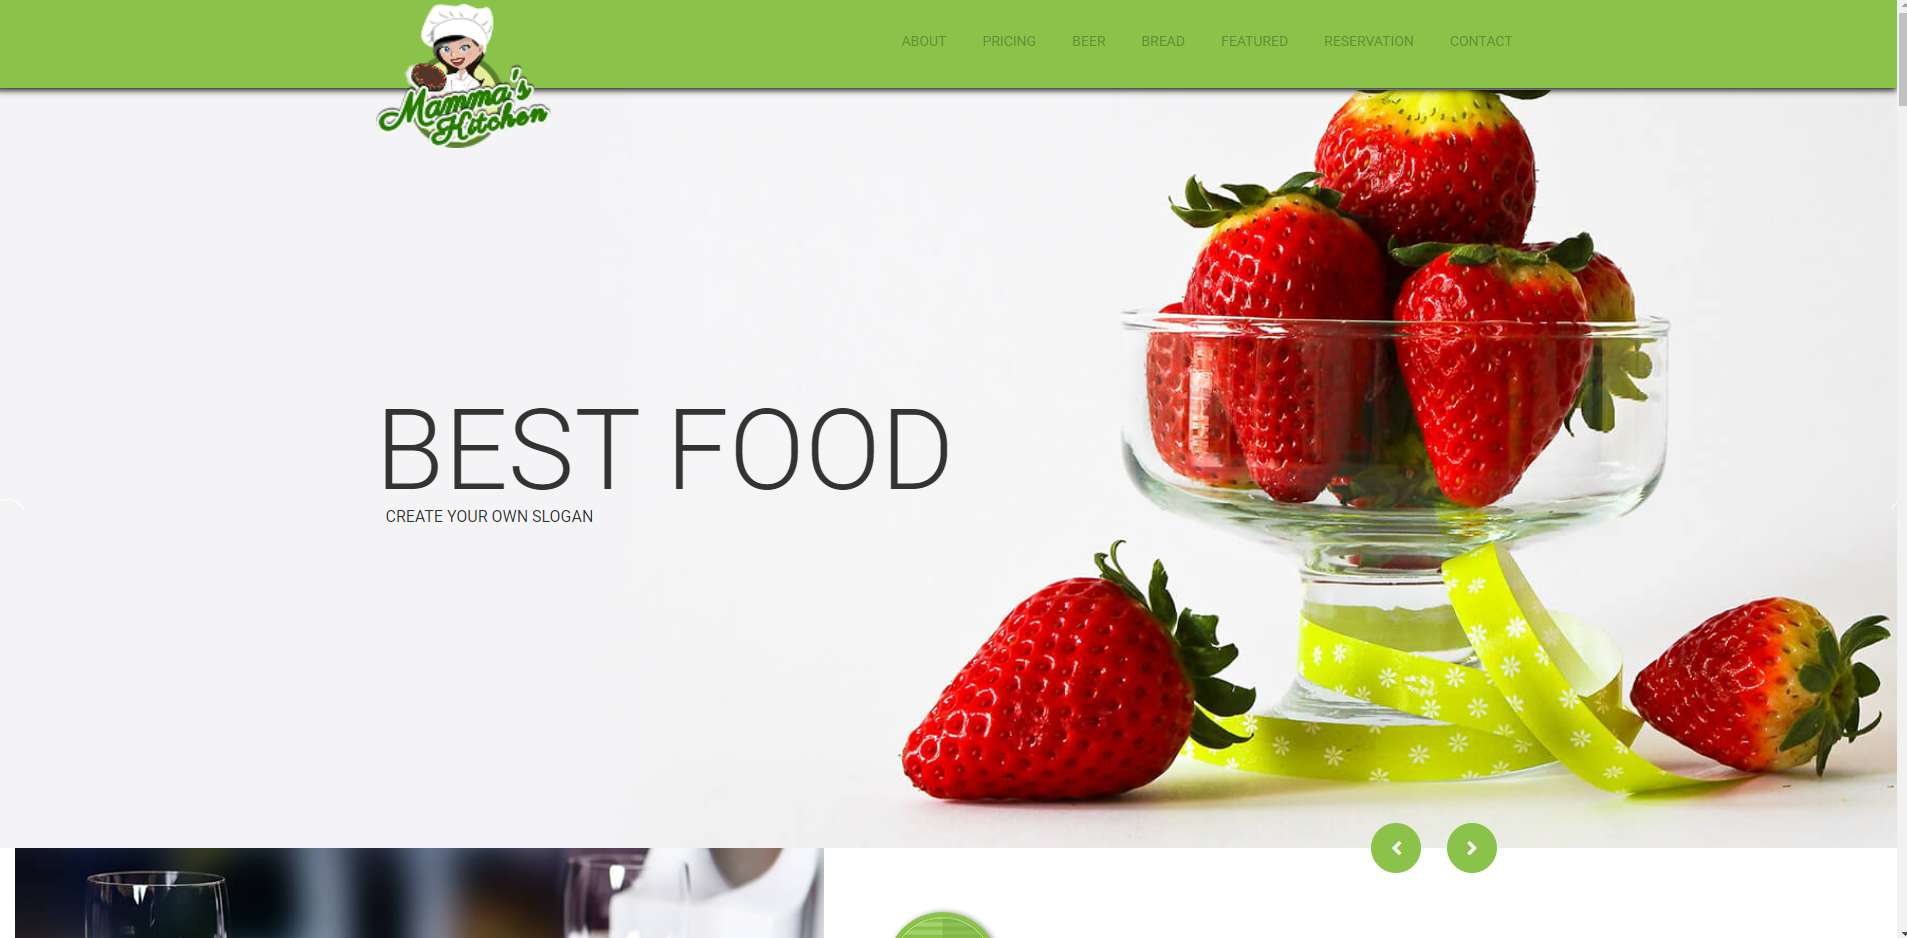 Mamma's
Kitchen
ABOUT PRICING BEER BREAD FEATURED RESERVATION CONTACT
BEST FOOD
CREATE YOUR OWN SLOGAN